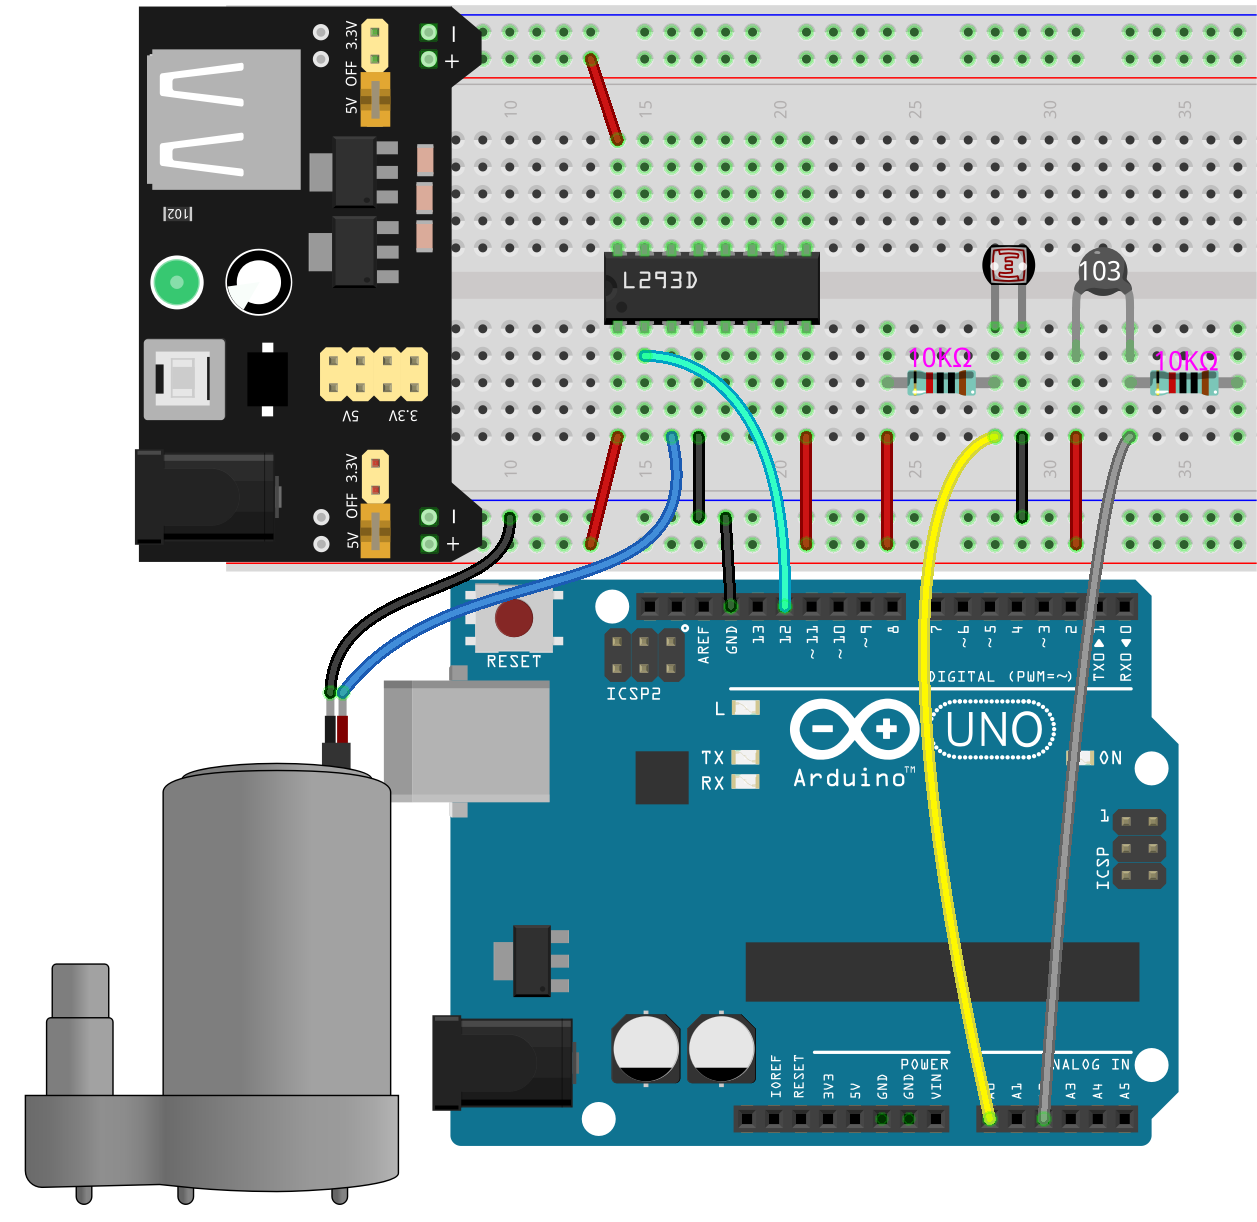 3.3V
OFF
5V
10
15
20
25
30
35
102
L293D
103
10KΩ
10KΩ
5V
3.3V
3.3V
OFF
5V
10
15
20
25
30
35
RESET
ICSP2
AREF
GND
13
12
~11
~10
~9
8
7
~6
~5
4
~3
2
TX0▶1
RX0◀0
DIGITAL (PWM=~)
L
TX
RX
UNO
ON
Arduino™
1
ICSP
POWER
ANALOG IN
IOREF
RESET
3V3
5V
GND
GND
VIN
A0
A1
A3
A4
A5